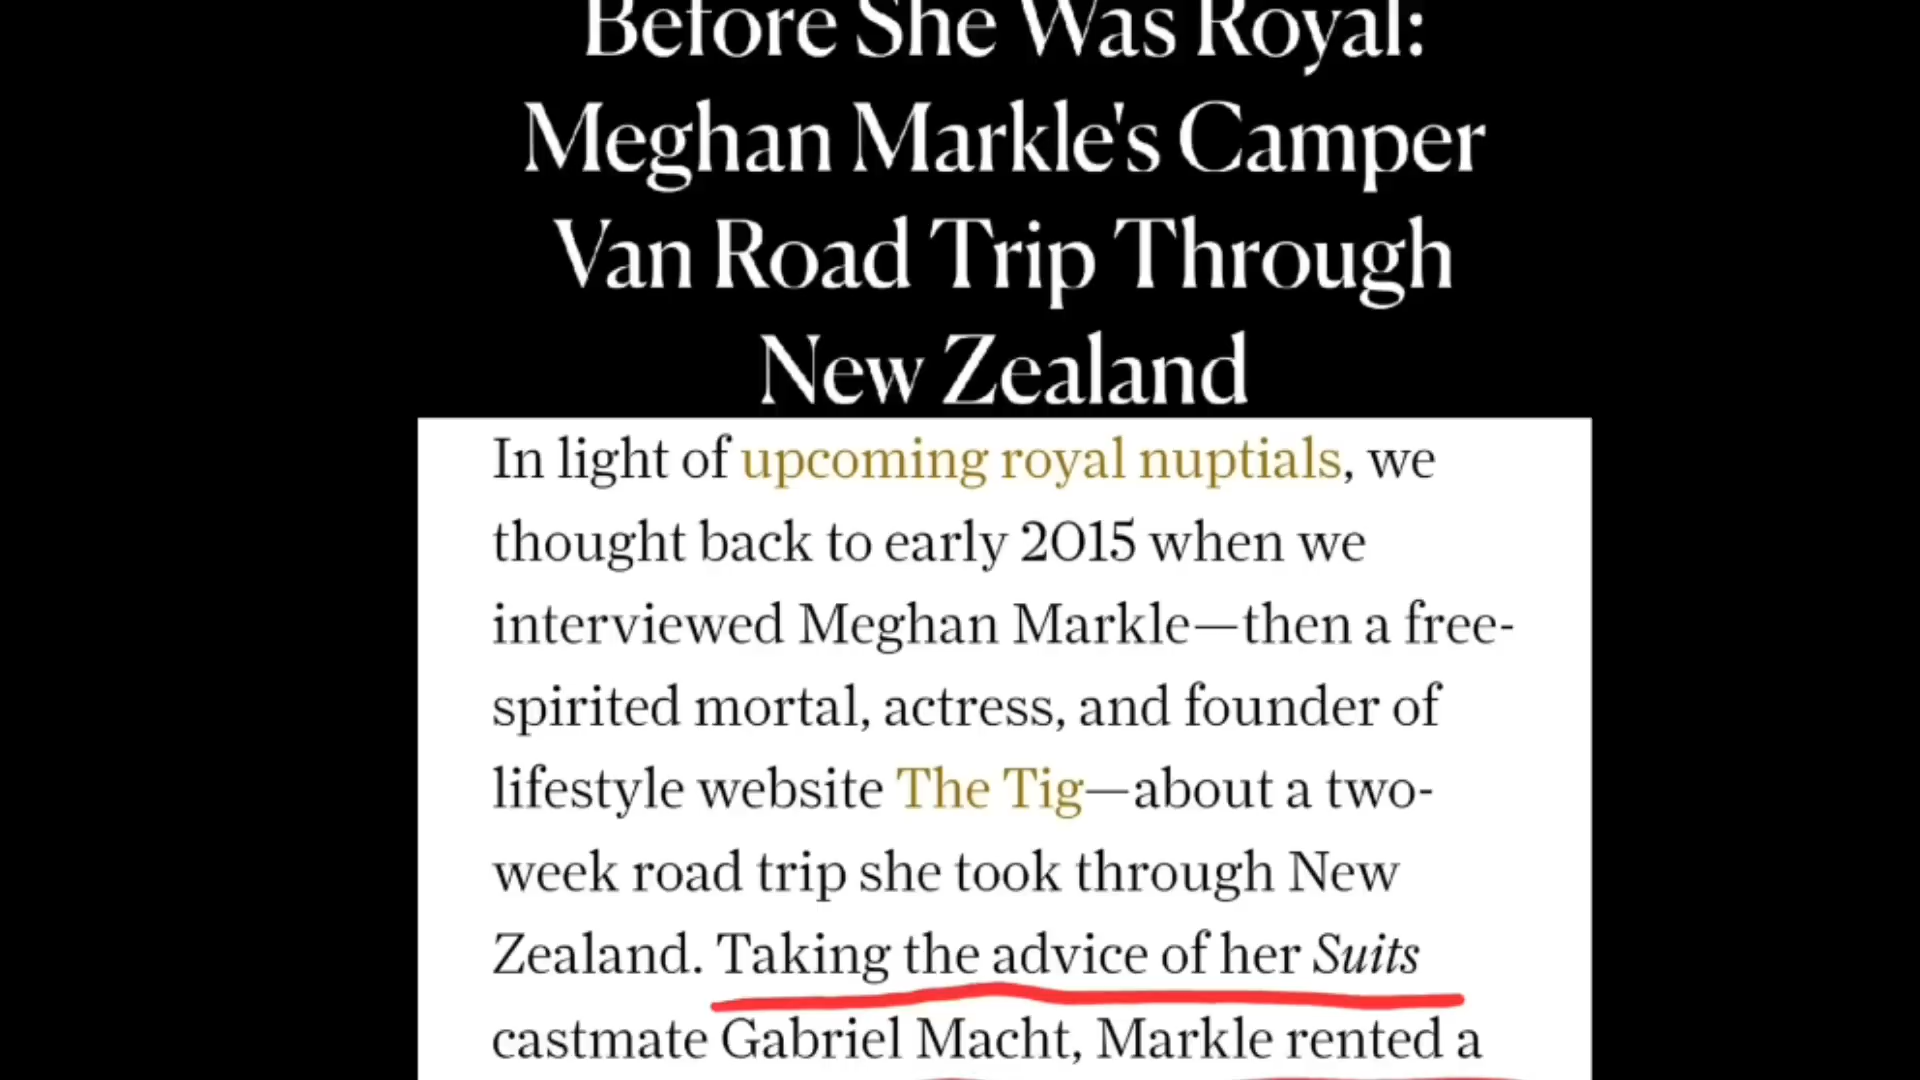 Before She Was Royal:
Meghan Markle's Camper
Van Road Trip Through
New Zealand
In light of upcoming royal nuptials, we
thought back to early 2015 when we
interviewed Meghan Markle—then a free-
spirited mortal, actress, and founder of
lifestyle website The Tig—about a two-
week road trip she took through New
Zealand. Taking the advice of her Suits
castmate Gabriel Macht, Markle rented a